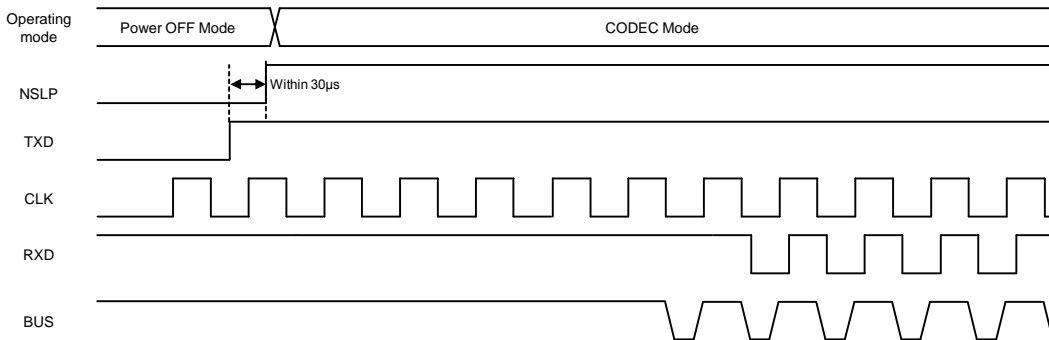 Operating
mode
Power OFF Mode
CODEC Mode
NSLP
Within 30µs
TXD
CLK
RXD
BUS